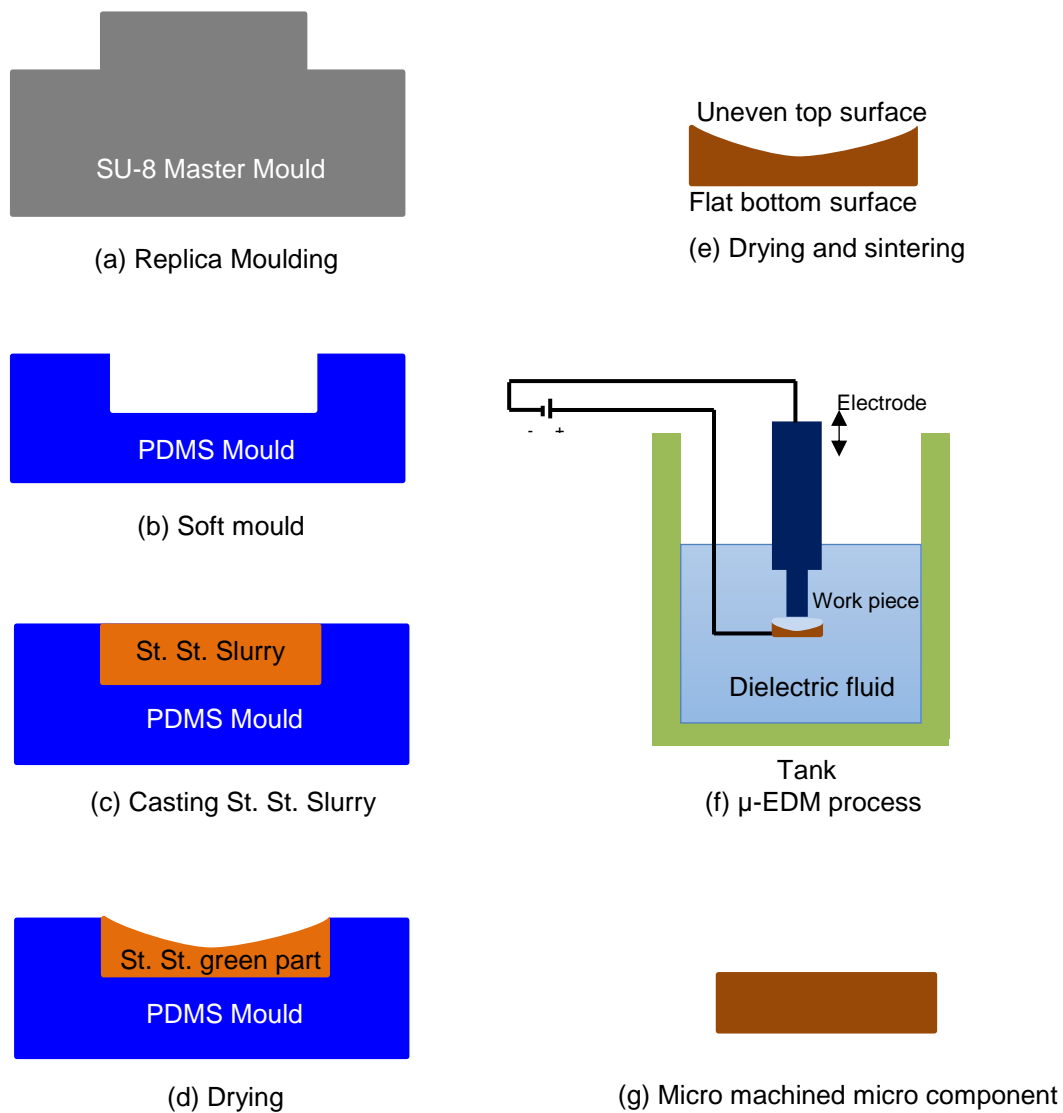 SU-8 Master Mould
(a) Replica Moulding
PDMS Mould
(b) Soft mould
St. St. Slurry
PDMS Mould
(c) Casting St. St. Slurry
St. St. green part
PDMS Mould
(d) Drying
Uneven top surface
Flat bottom surface
(e) Drying and sintering
Electrode
- +
Work piece
Dielectric fluid
Tank
(f) µ-EDM process
(g) Micro machined micro component